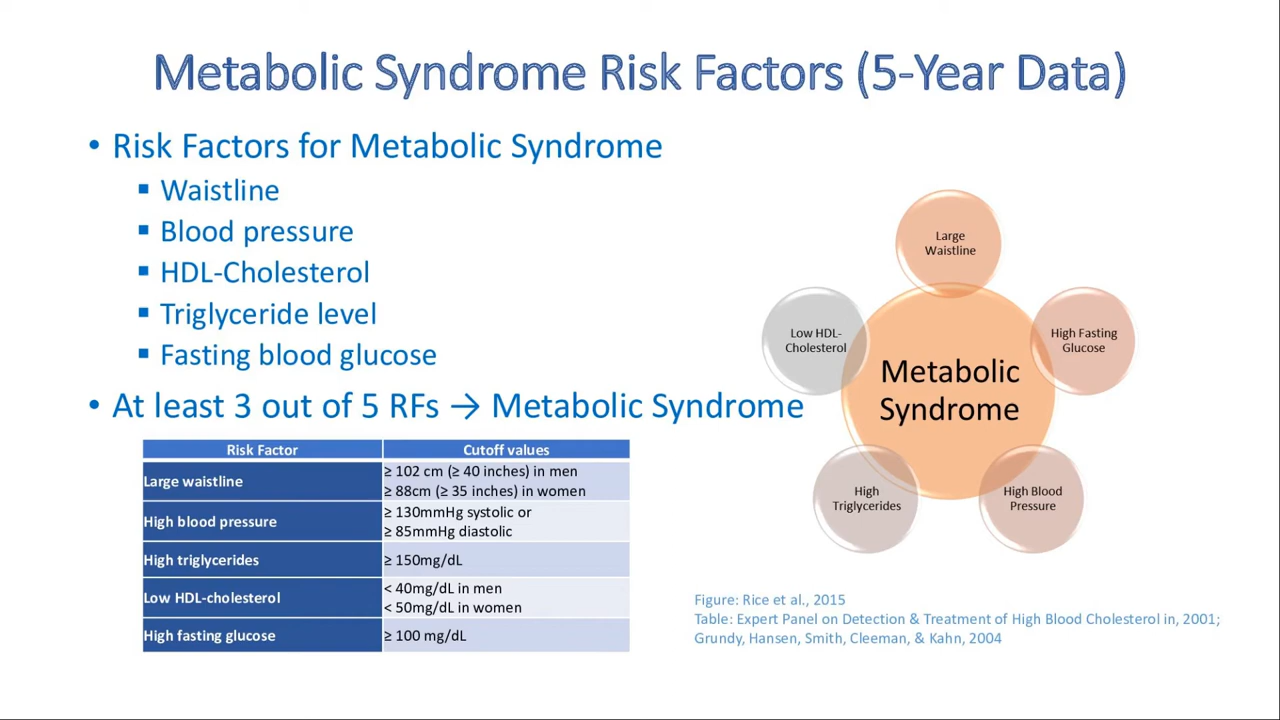 Metabolic Syndrome Risk Factors (5-Year Data)
• Risk Factors for Metabolic Syndrome
▪ Waistline
▪ Blood pressure
▪ HDL-Cholesterol
▪ Triglyceride level
▪ Fasting blood glucose
• At least 3 out of 5 RFs → Metabolic Syndrome
Risk Factor Cutoff values
Large waistline ≥ 102 cm (≥ 40 inches) in men
≥ 88cm (≥ 35 inches) in women
High blood pressure ≥ 130mmHg systolic or
≥ 85mmHg diastolic
High triglycerides ≥ 150mg/dL
Low HDL-cholesterol < 40mg/dL in men
< 50mg/dL in women
High fasting glucose ≥ 100 mg/dL
Large
Waistline
High Fasting
Glucose
High Blood
Pressure
High
Triglycerides
Low HDL-
Cholesterol
Metabolic
Syndrome
Figure: Rice et al., 2015
Table: Expert Panel on Detection & Treatment of High Blood Cholesterol in, 2001;
Grundy, Hansen, Smith, Cleeman, & Kahn, 2004